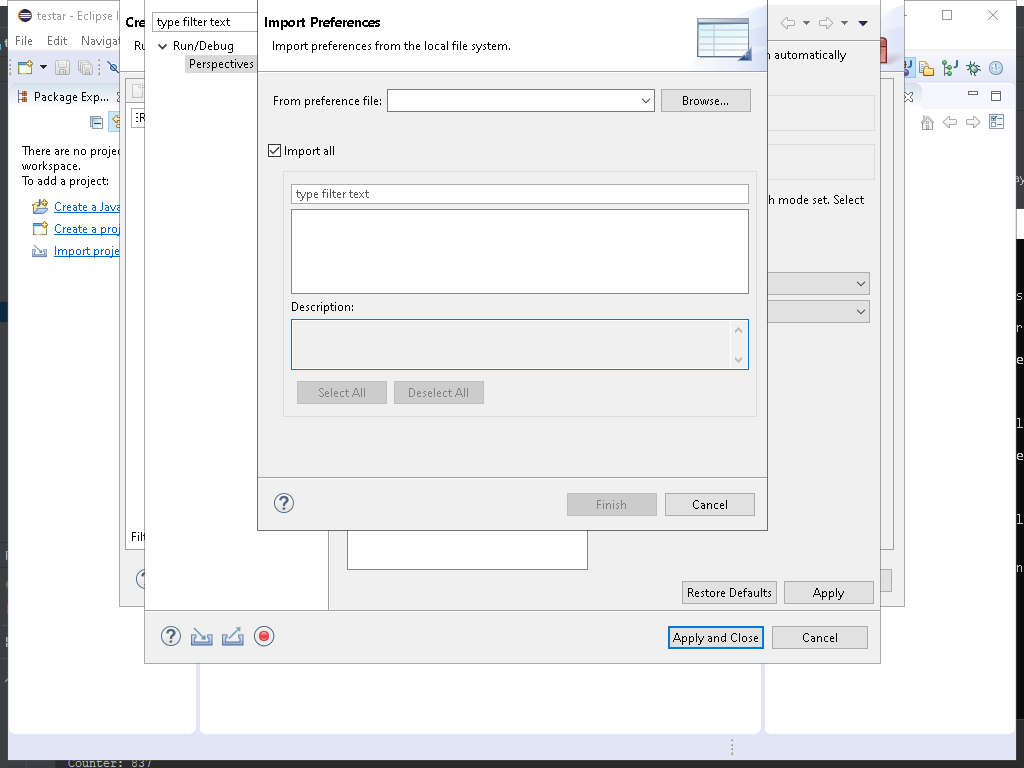 testar - Eclipse I
File Edit Navigat
Package Exp...
There are no projec
workspace.
To add a project:
Create a Java
Create a proj
Import proje
Cre
Ru
type filter text
Run/Debug
Perspectives
Import Preferences
Import preferences from the local file system.
From preference file:
Browse...
Import all
type filter text
Description:
Select All
Deselect All
Finish
Cancel
automatically
h mode set. Select
Restore Defaults
Apply
Apply and Close
Cancel
Filt
Counter: 837